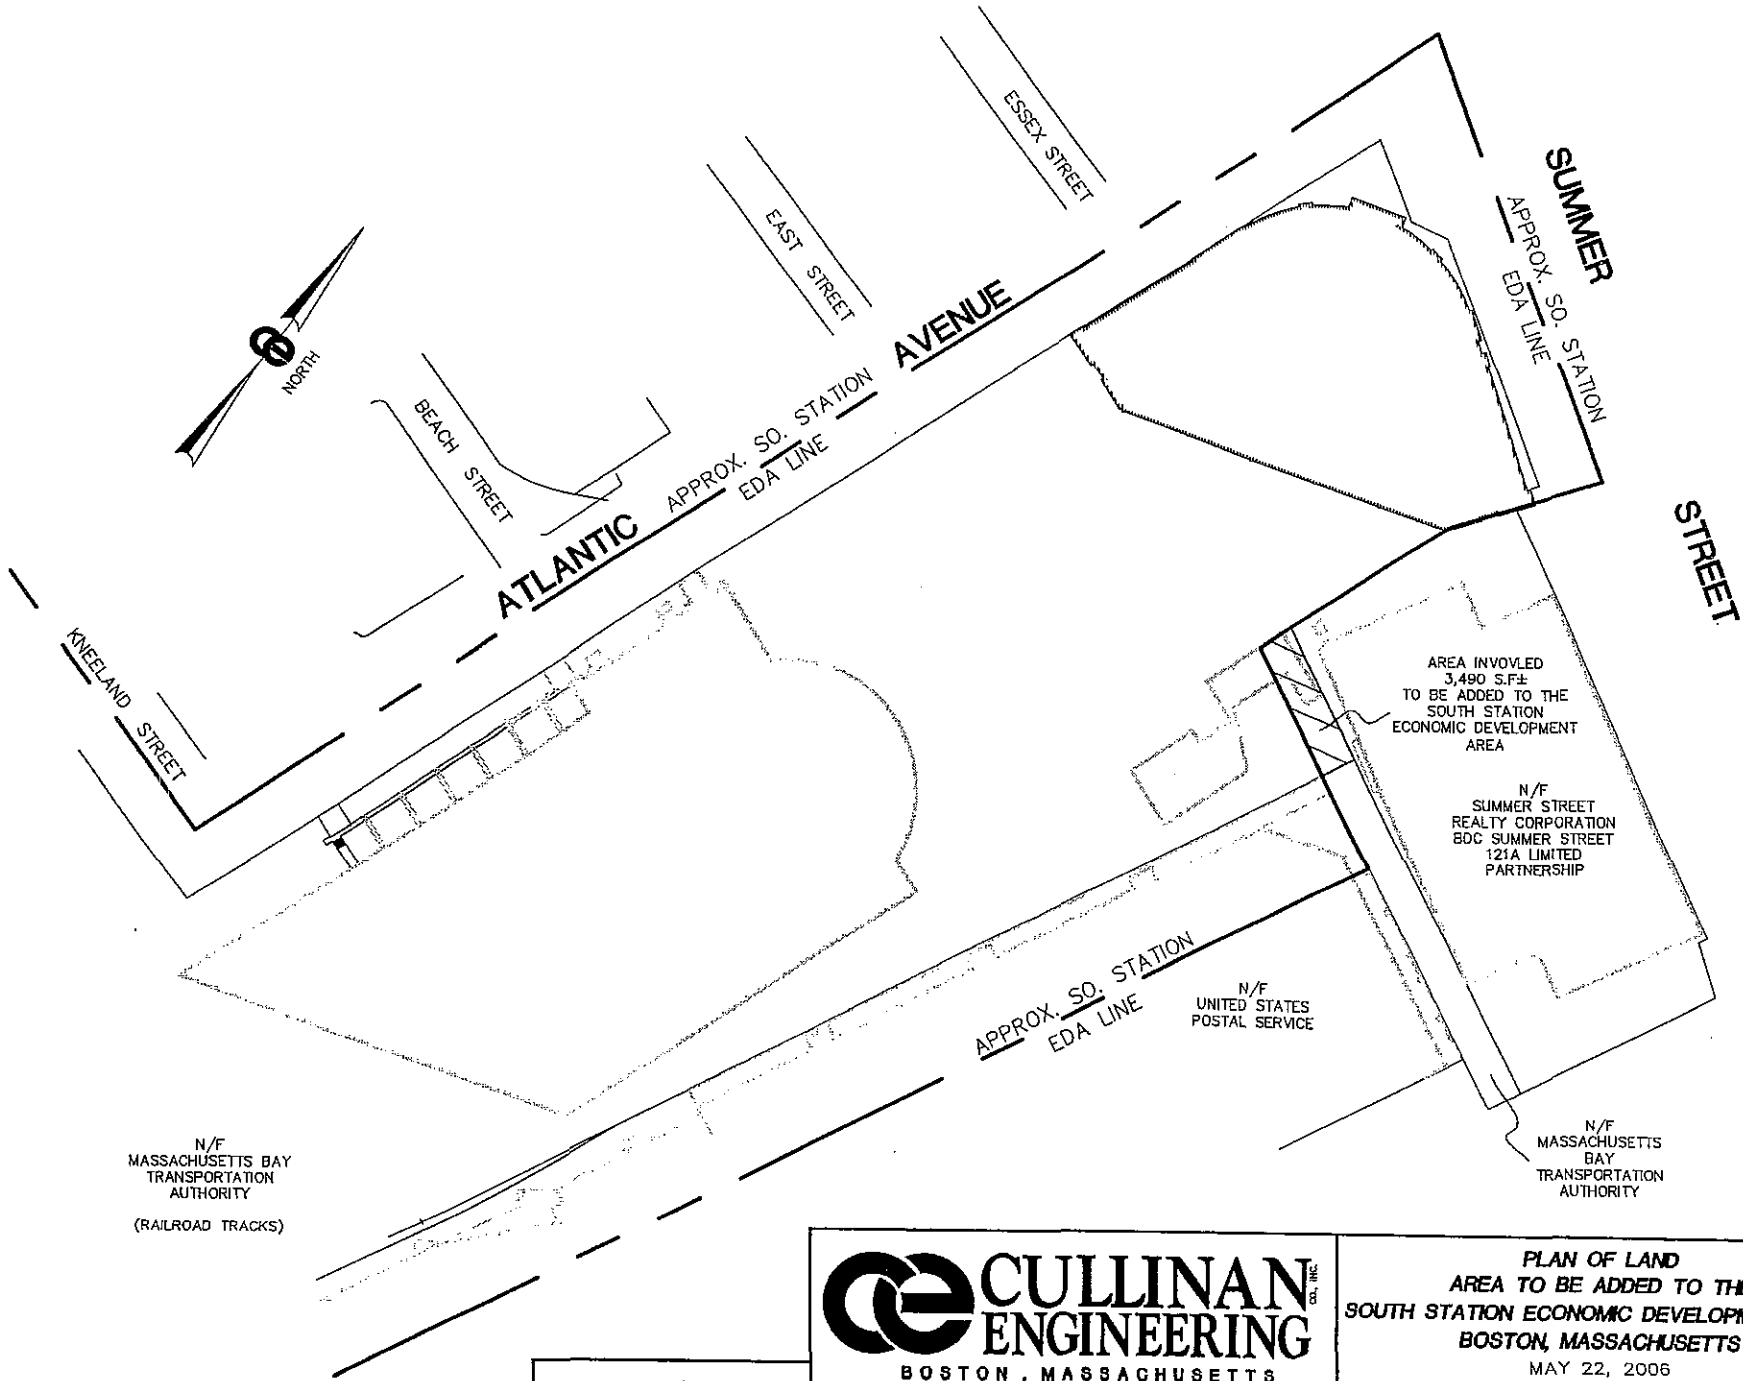 ESSEX STREET
EAST STREET
SUMMER
APPROX. SO. STATION
EDA LINE
NORTH
BEACH STREET
ATLANTIC
APPROX. SO. STATION
EDA LINE
AVENUE
STREET
KNEELAND STREET
AREA INVOVLED
3,490 S.F±
TO BE ADDED TO THE
SOUTH STATION
ECONOMIC DEVELOPMENT
AREA
N/F
SUMMER STREET
REALTY CORPORATION
BDC SUMMER STREET
121A LIMITED
PARTNERSHIP
APPROX. SO. STATION
EDA LINE
N/F
UNITED STATES
POSTAL SERVICE
N/F
MASSACHUSETTS BAY
TRANSPORTATION
AUTHORITY
(RAILROAD TRACKS)
N/F
MASSACHUSETTS
BAY
TRANSPORTATION
AUTHORITY
ce CULLINAN
ENGINEERING
CO., INC.
BOSTON, MASSACHUSETTS
PLAN OF LAND
AREA TO BE ADDED TO TH
SOUTH STATION ECONOMIC DEVELOP
BOSTON, MASSACHUSETTS
MAY 22, 2006